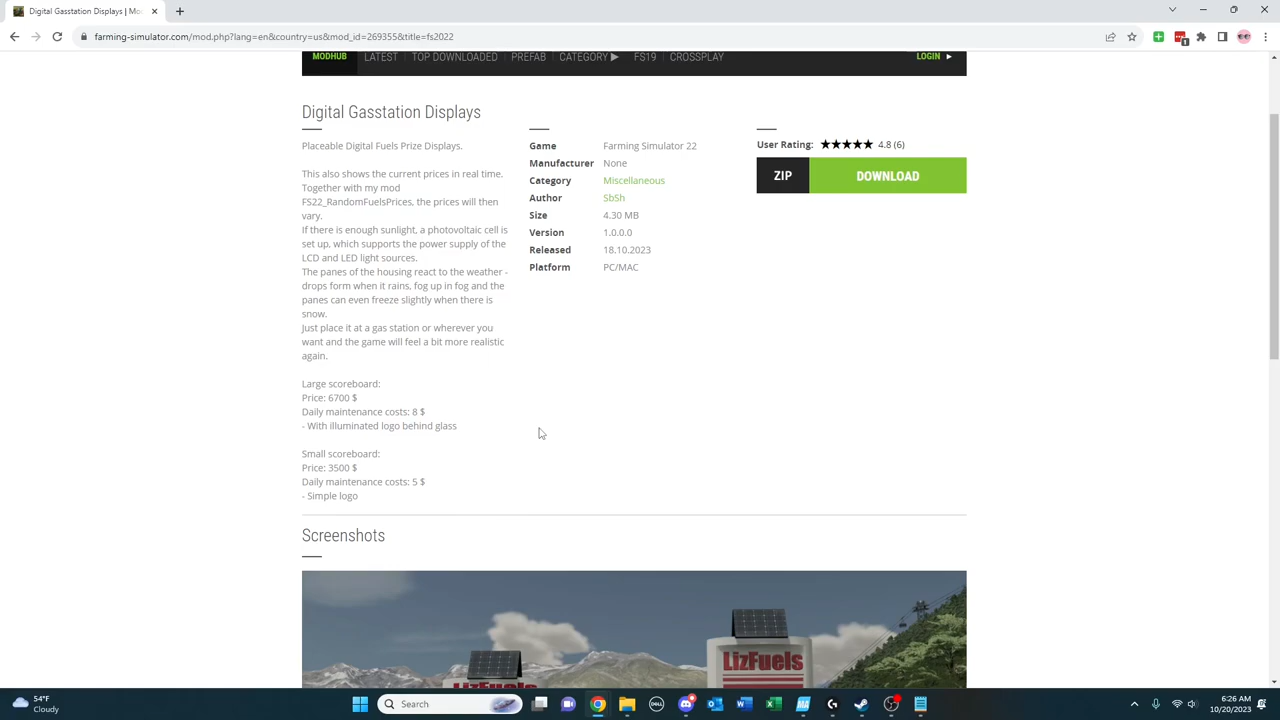 Digital Gasstation Displays | Mo
farming-simulator.com/mod.php?lang=en&country=us&mod_id=269355&title=fs2022
MODHUB LATEST TOP DOWNLOADED PREFAB CATEGORY ▶ FS19 CROSSPLAY LOGIN ▶
Digital Gasstation Displays
Placeable Digital Fuels Prize Displays.
This also shows the current prices in real time.
Together with my mod
FS22_RandomFuelsPrices, the prices will then
vary.
If there is enough sunlight, a photovoltaic cell is
set up, which supports the power supply of the
LCD and LED light sources.
The panes of the housing react to the weather -
drops form when it rains, fog up in fog and the
panes can even freeze slightly when there is
snow.
Just place it at a gas station or wherever you
want and the game will feel a bit more realistic
again.
Large scoreboard:
Price: 6700 $
Daily maintenance costs: 8 $
- With illuminated logo behind glass
Small scoreboard:
Price: 3500 $
Daily maintenance costs: 5 $
- Simple logo
Game Farming Simulator 22
Manufacturer None
Category Miscellaneous
Author SbSh
Size 4.30 MB
Version 1.0.0.0
Released 18.10.2023
Platform PC/MAC
User Rating: ★★★★★ 4.8 (6)
ZIP DOWNLOAD
Screenshots
LizFuels
LizFuels
54°F
Cloudy
Search
6:26 AM
10/20/2023